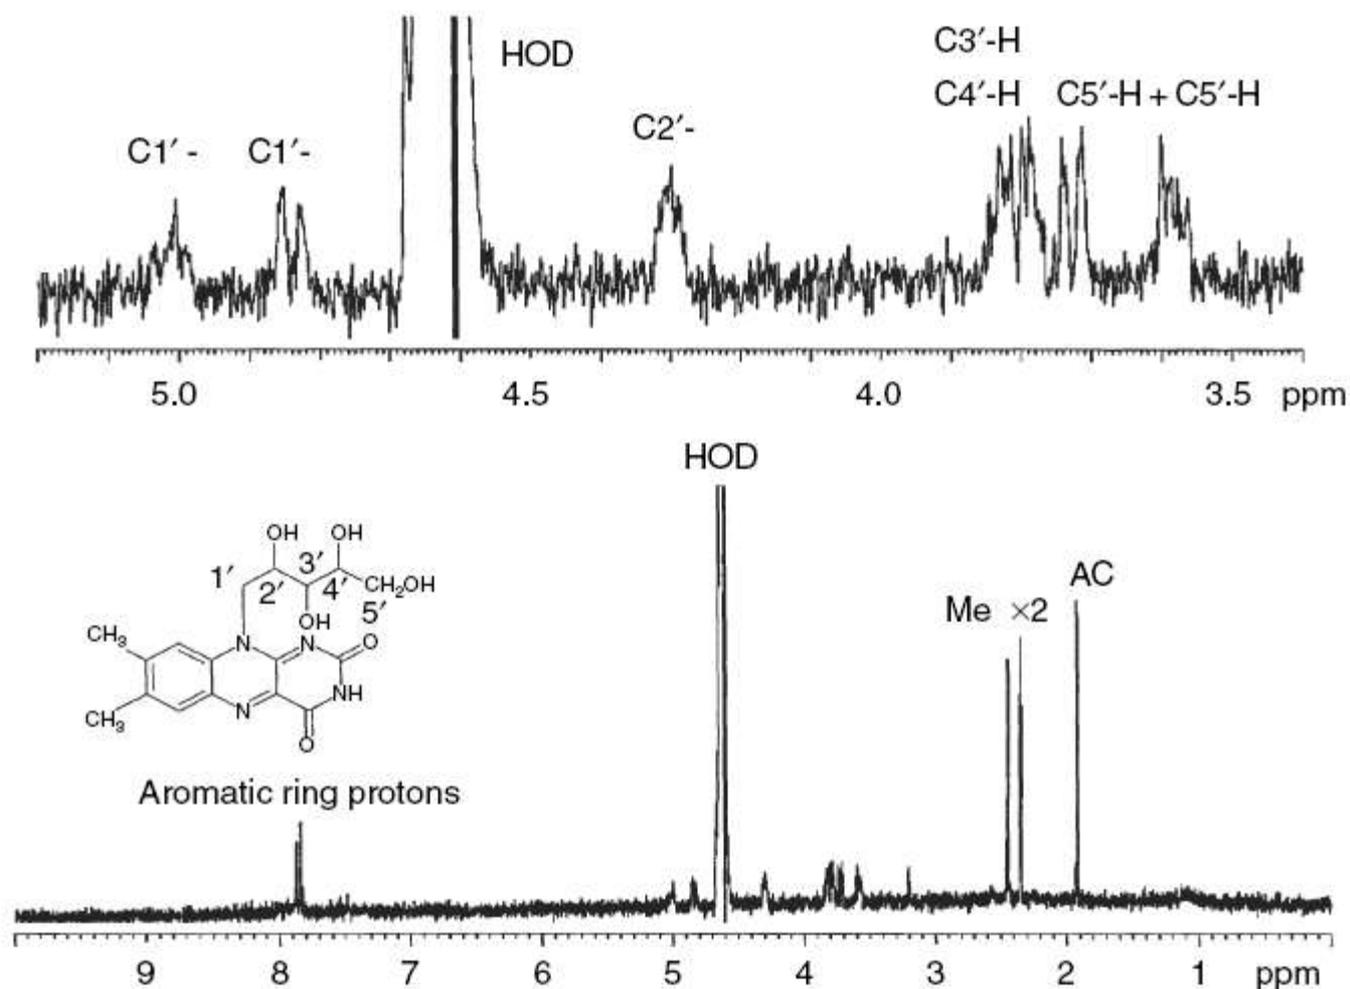 HOD
C3′-H
C4′-H C5′-H + C5′-H
C2′-
C1′ - C1′-
5.0 4.5 4.0 3.5 ppm
HOD
OH OH
1′ 3′
2′ 4′ CH₂OH
OH 5′
CH₃ N N O
NH
CH₃ N
O
AC
Me ×2
Aromatic ring protons
9 8 7 6 5 4 3 2 1 ppm